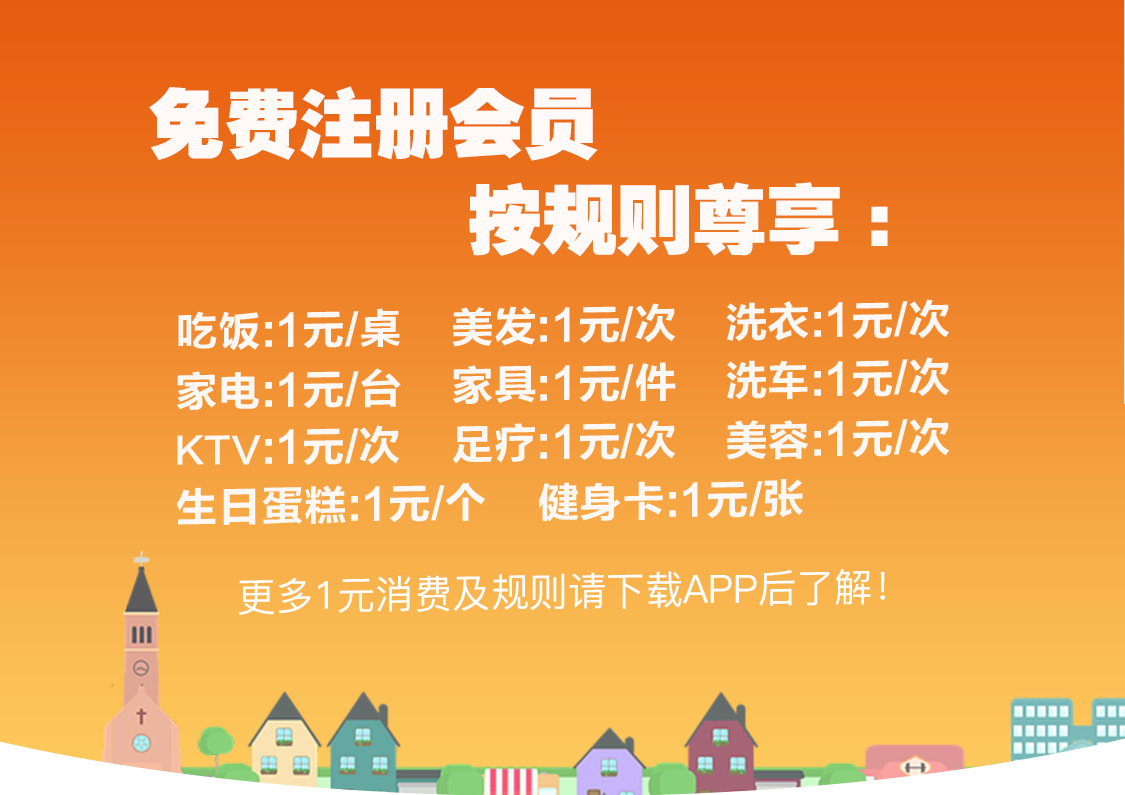 免费注册会员
按规则尊享：
吃饭:1元/桌 美发:1元/次 洗衣:1元/次
家电:1元/台 家具:1元/件 洗车:1元/次
KTV:1元/次 足疗:1元/次 美容:1元/次
生日蛋糕:1元/个 健身卡:1元/张
更多1元消费及规则请下载APP后了解！